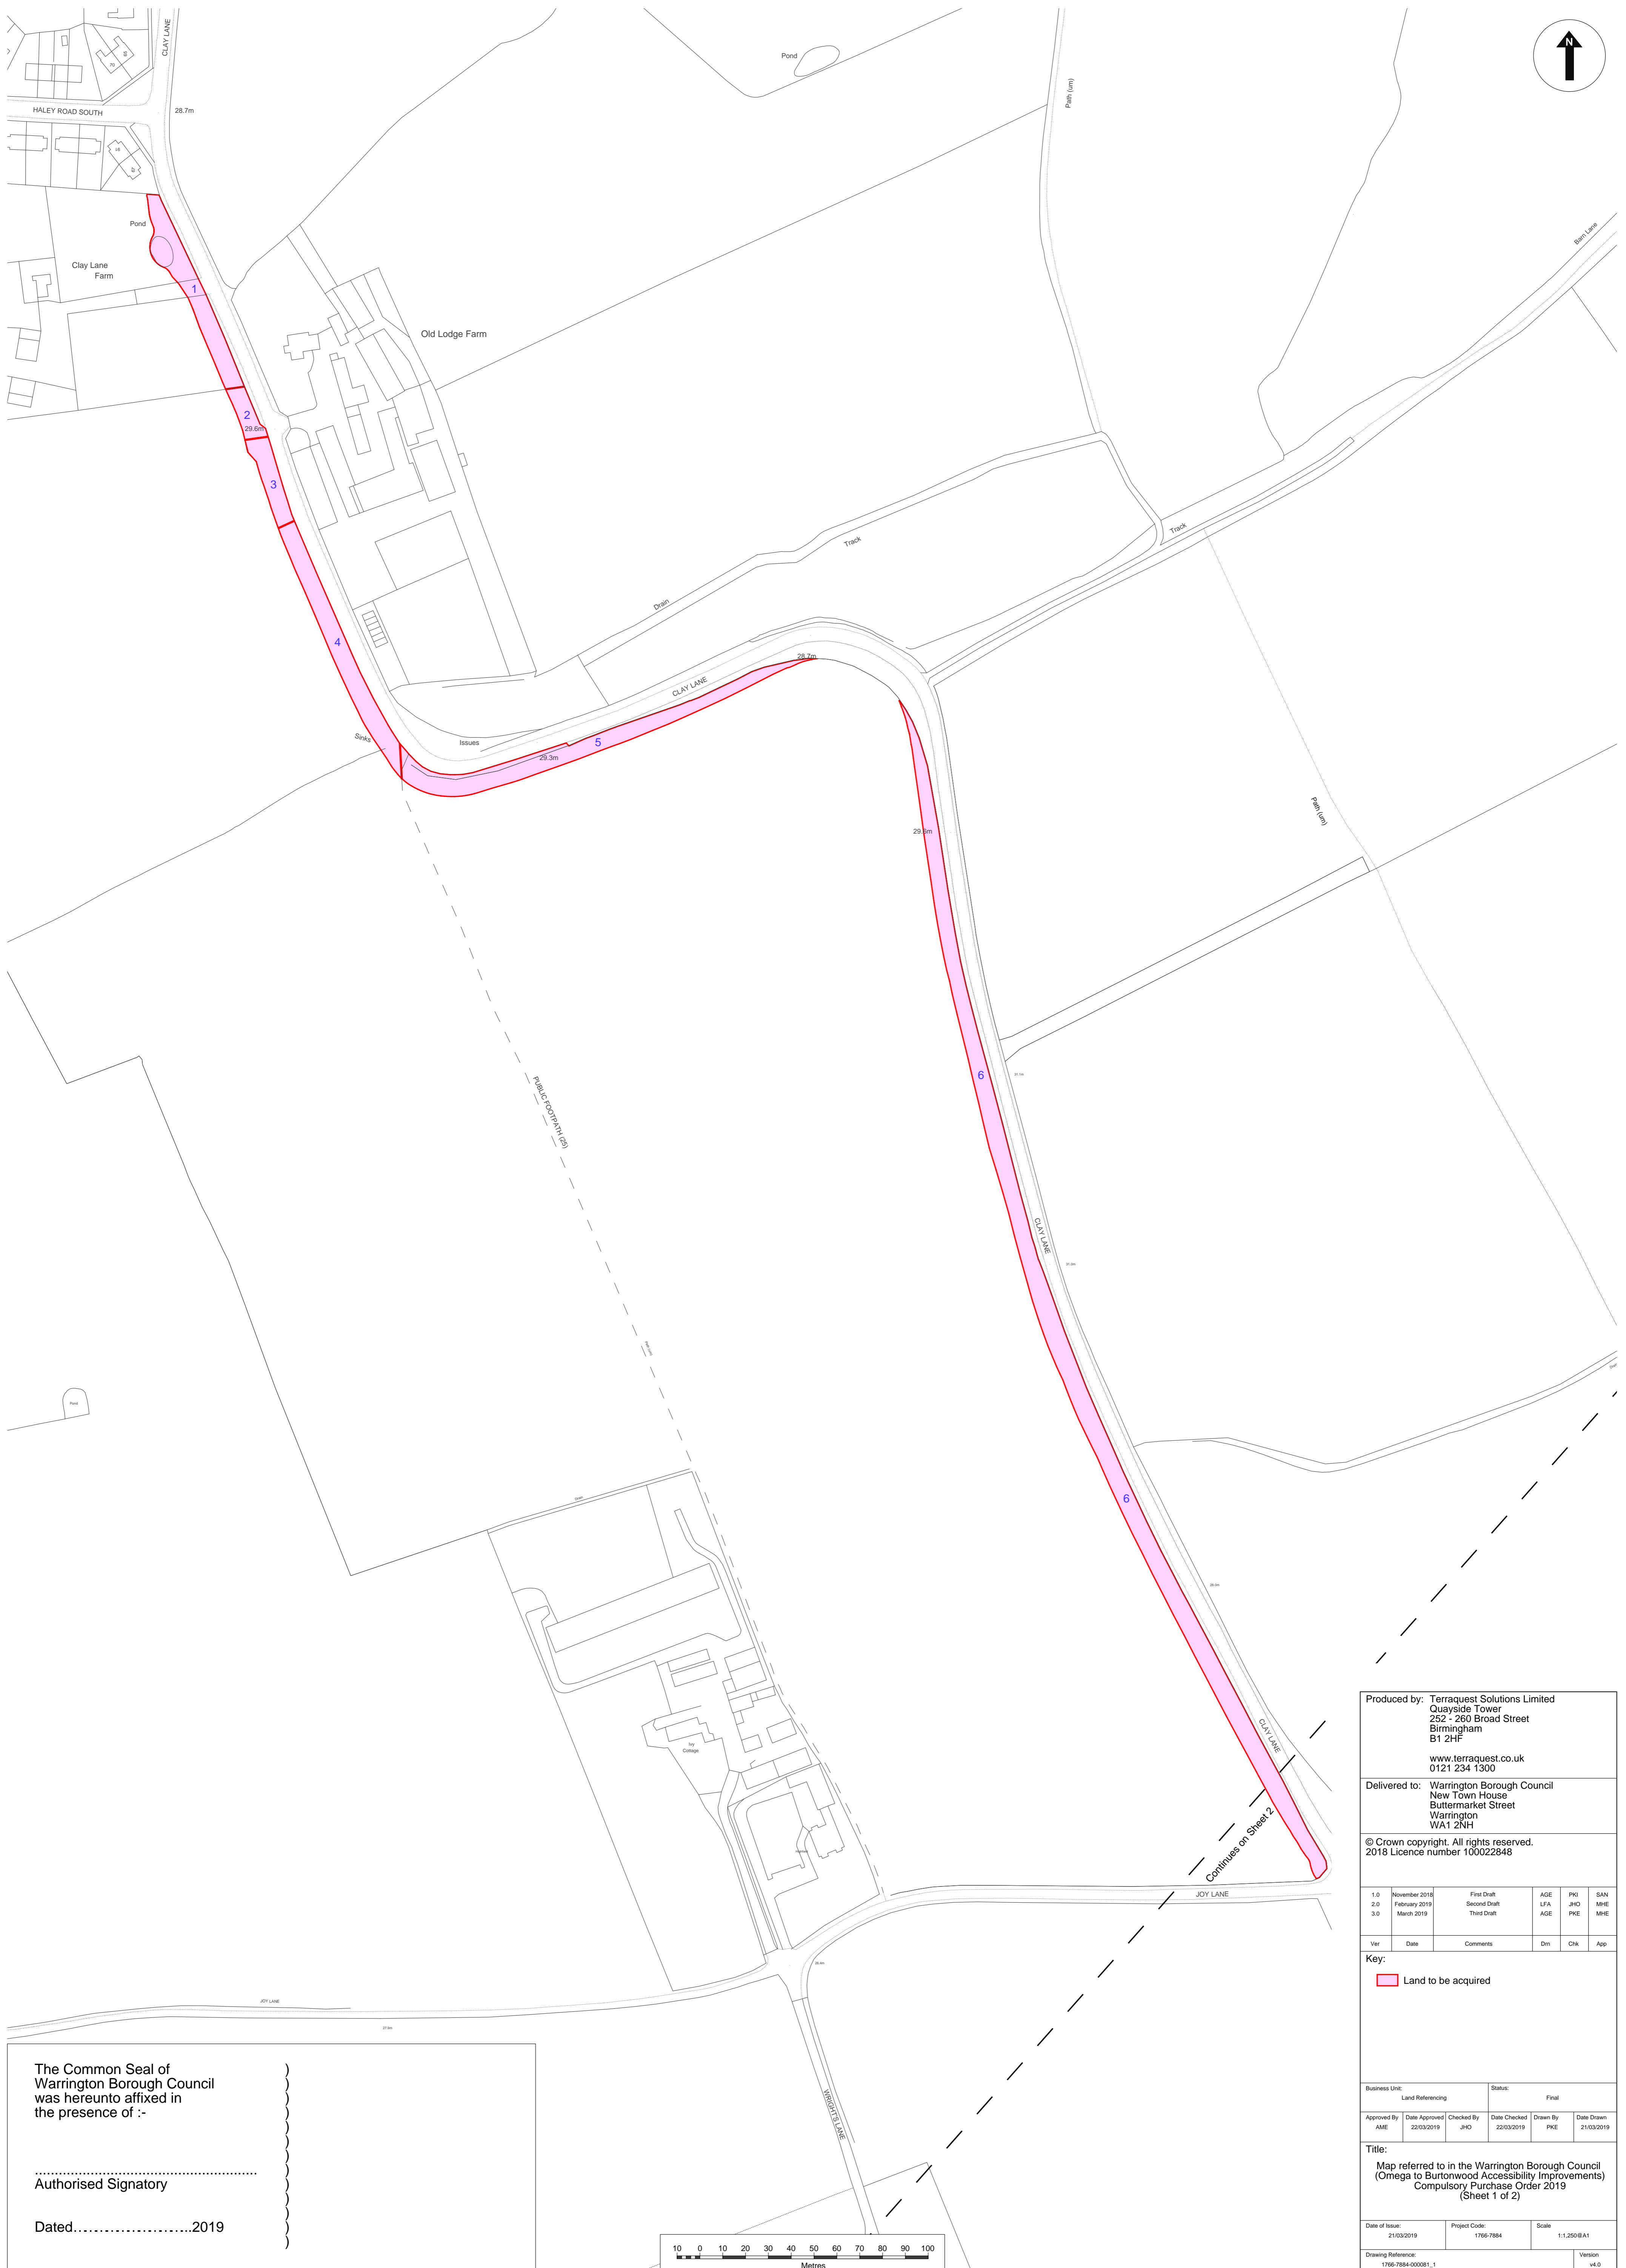 CLAY LANE
70
HALEY ROAD SOUTH
28.7m
Pond
Path (um)
N
Barn Lane
Pond
Clay Lane
Farm
1
Old Lodge Farm
2
29.6m
3
Track
Track
Drain
4
28.7m
CLAY LANE
Sinks
Issues
5
29.3m
29.6m
Path (um)
6
PUBLIC FOOTPATH (25)
CLAY LANE
Pond
Drain
6
Ivy
Cottage
CLAY LANE
Continues on Sheet 2
JOY LANE
JOY LANE
WRIGHTS LANE
Produced by: Terraquest Solutions Limited
Quayside Tower
252 - 260 Broad Street
Birmingham
B1 2HF
www.terraquest.co.uk
0121 234 1300
Delivered to: Warrington Borough Council
New Town House
Buttermarket Street
Warrington
WA1 2NH
© Crown copyright. All rights reserved.
2018 Licence number 100022848
1.0 November 2018 First Draft AGE PKI SAN
2.0 February 2019 Second Draft LFA JHO MHE
3.0 March 2019 Third Draft AGE PKE MHE
Ver Date Comments Drn Chk App
Key:
Land to be acquired
Business Unit: Status:
Land Referencing Final
Approved By Date Approved Checked By Date Checked Drawn By Date Drawn
AME 22/03/2019 JHO 22/03/2019 PKE 21/03/2019
Title:
Map referred to in the Warrington Borough Council
(Omega to Burtonwood Accessibility Improvements)
Compulsory Purchase Order 2019
(Sheet 1 of 2)
Date of Issue: Project Code: Scale
21/03/2019 1766-7884 1:1,250@A1
Drawing Reference: Version
1766-7884-000081_1 v4.0
The Common Seal of )
Warrington Borough Council )
was hereunto affixed in )
the presence of :- )
)
)
)
....................................................... )
Authorised Signatory )
)
)
Dated…………………….2019 )
)
10 0 10 20 30 40 50 60 70 80 90 100
Metres